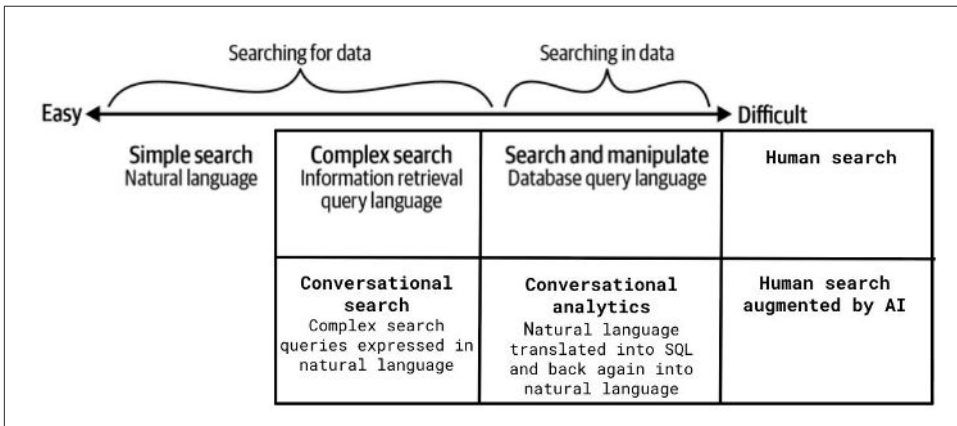 Searching for data
Searching in data
Easy
Difficult
Simple search
Natural language
Complex search
Information retrieval
query language
Search and manipulate
Database query language
Human search
Conversational
search
Complex search
queries expressed in
natural language
Conversational
analytics
Natural language
translated into SQL
and back again into
natural language
Human search
augmented by AI